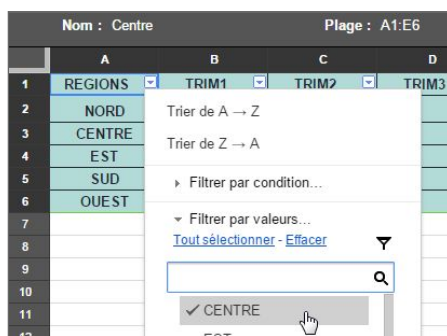 Nom : Centre Plage : A1:E6
A B C D
1 REGIONS TRIM1 TRIM2 TRIM3
2 NORD Trier de A → Z
3 CENTRE Trier de Z → A
4 EST
5 SUD Filtrer par condition...
6 OUEST
7 Filtrer par valeurs...
8 Tout sélectionner - Effacer
9
10
11 ✓ CENTRE
EST